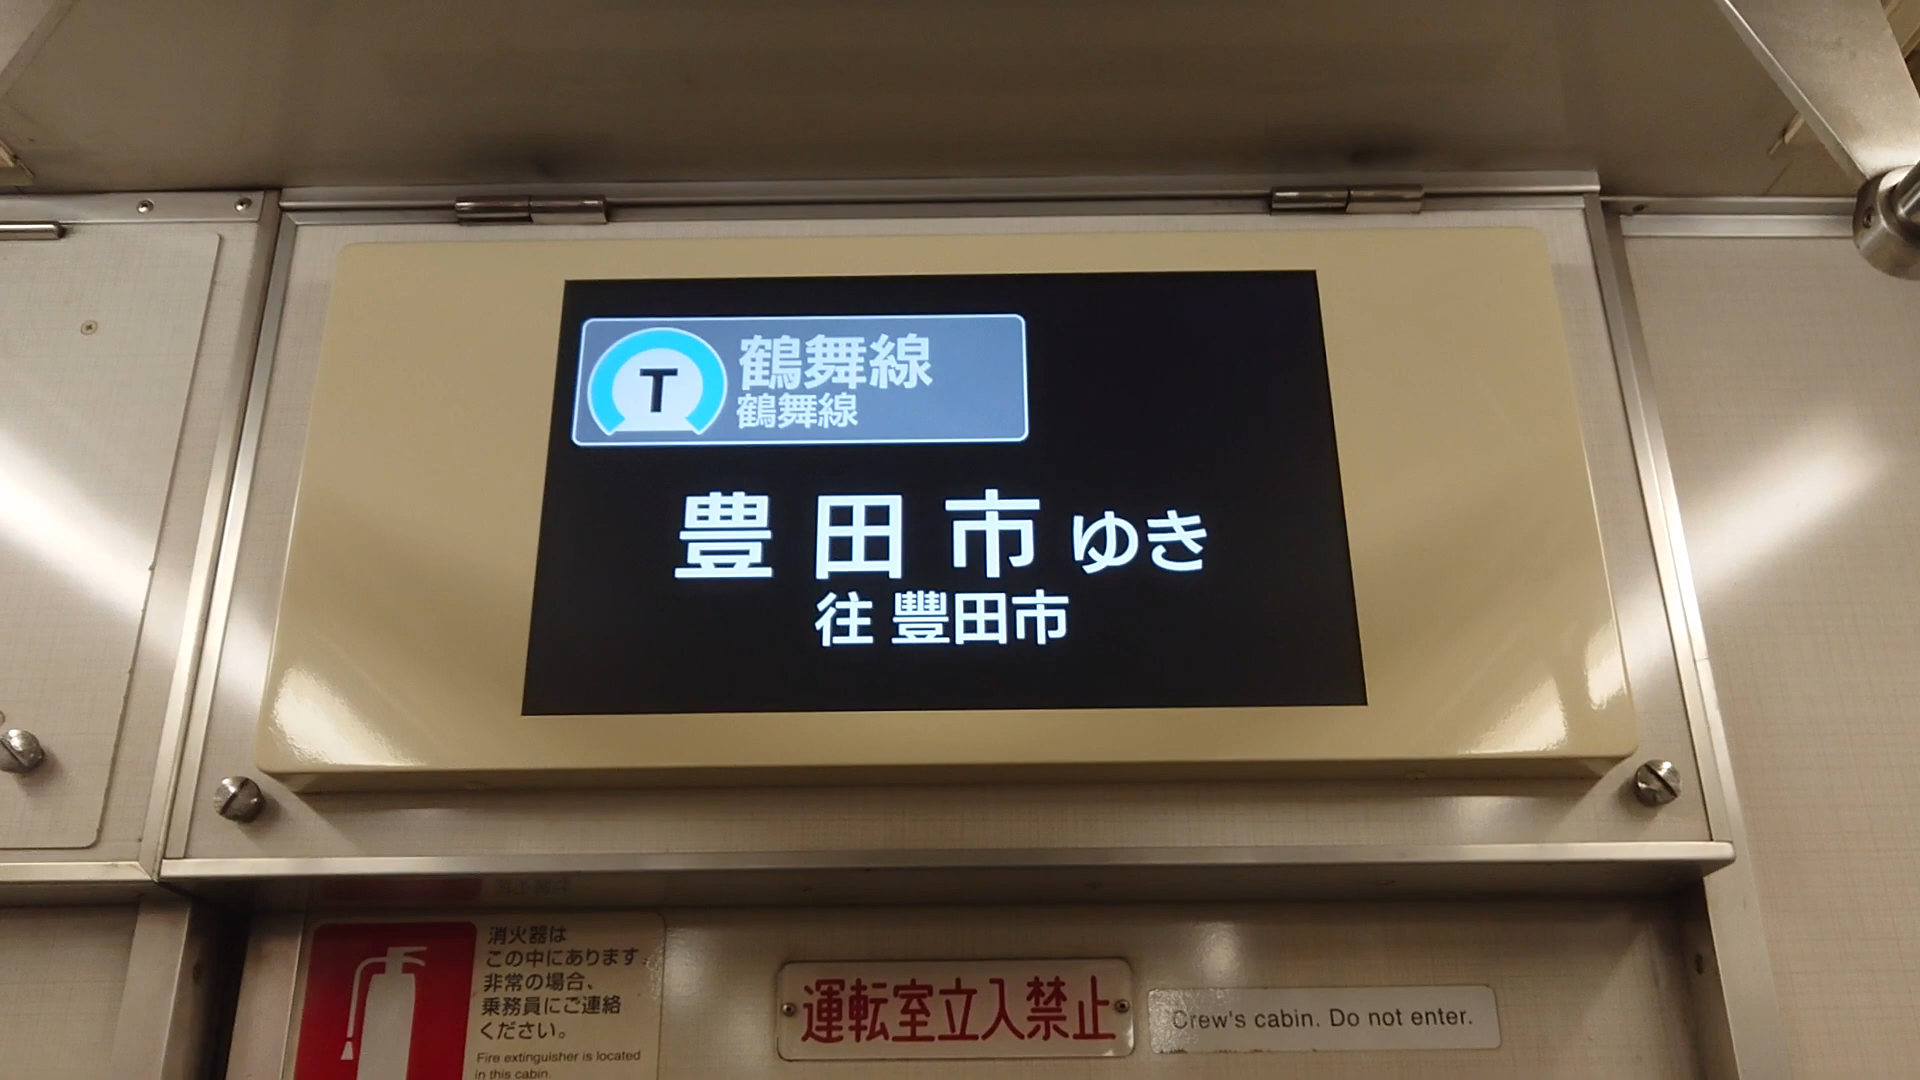 T
鶴舞線
鶴舞線
豊田市ゆき
往 豐田市
消火器は
この中にあります。
非常の場合、
乗務員にご連絡
ください。
Fire extinguisher is located
in this cabin.
運転室立入禁止
Crew's cabin. Do not enter.